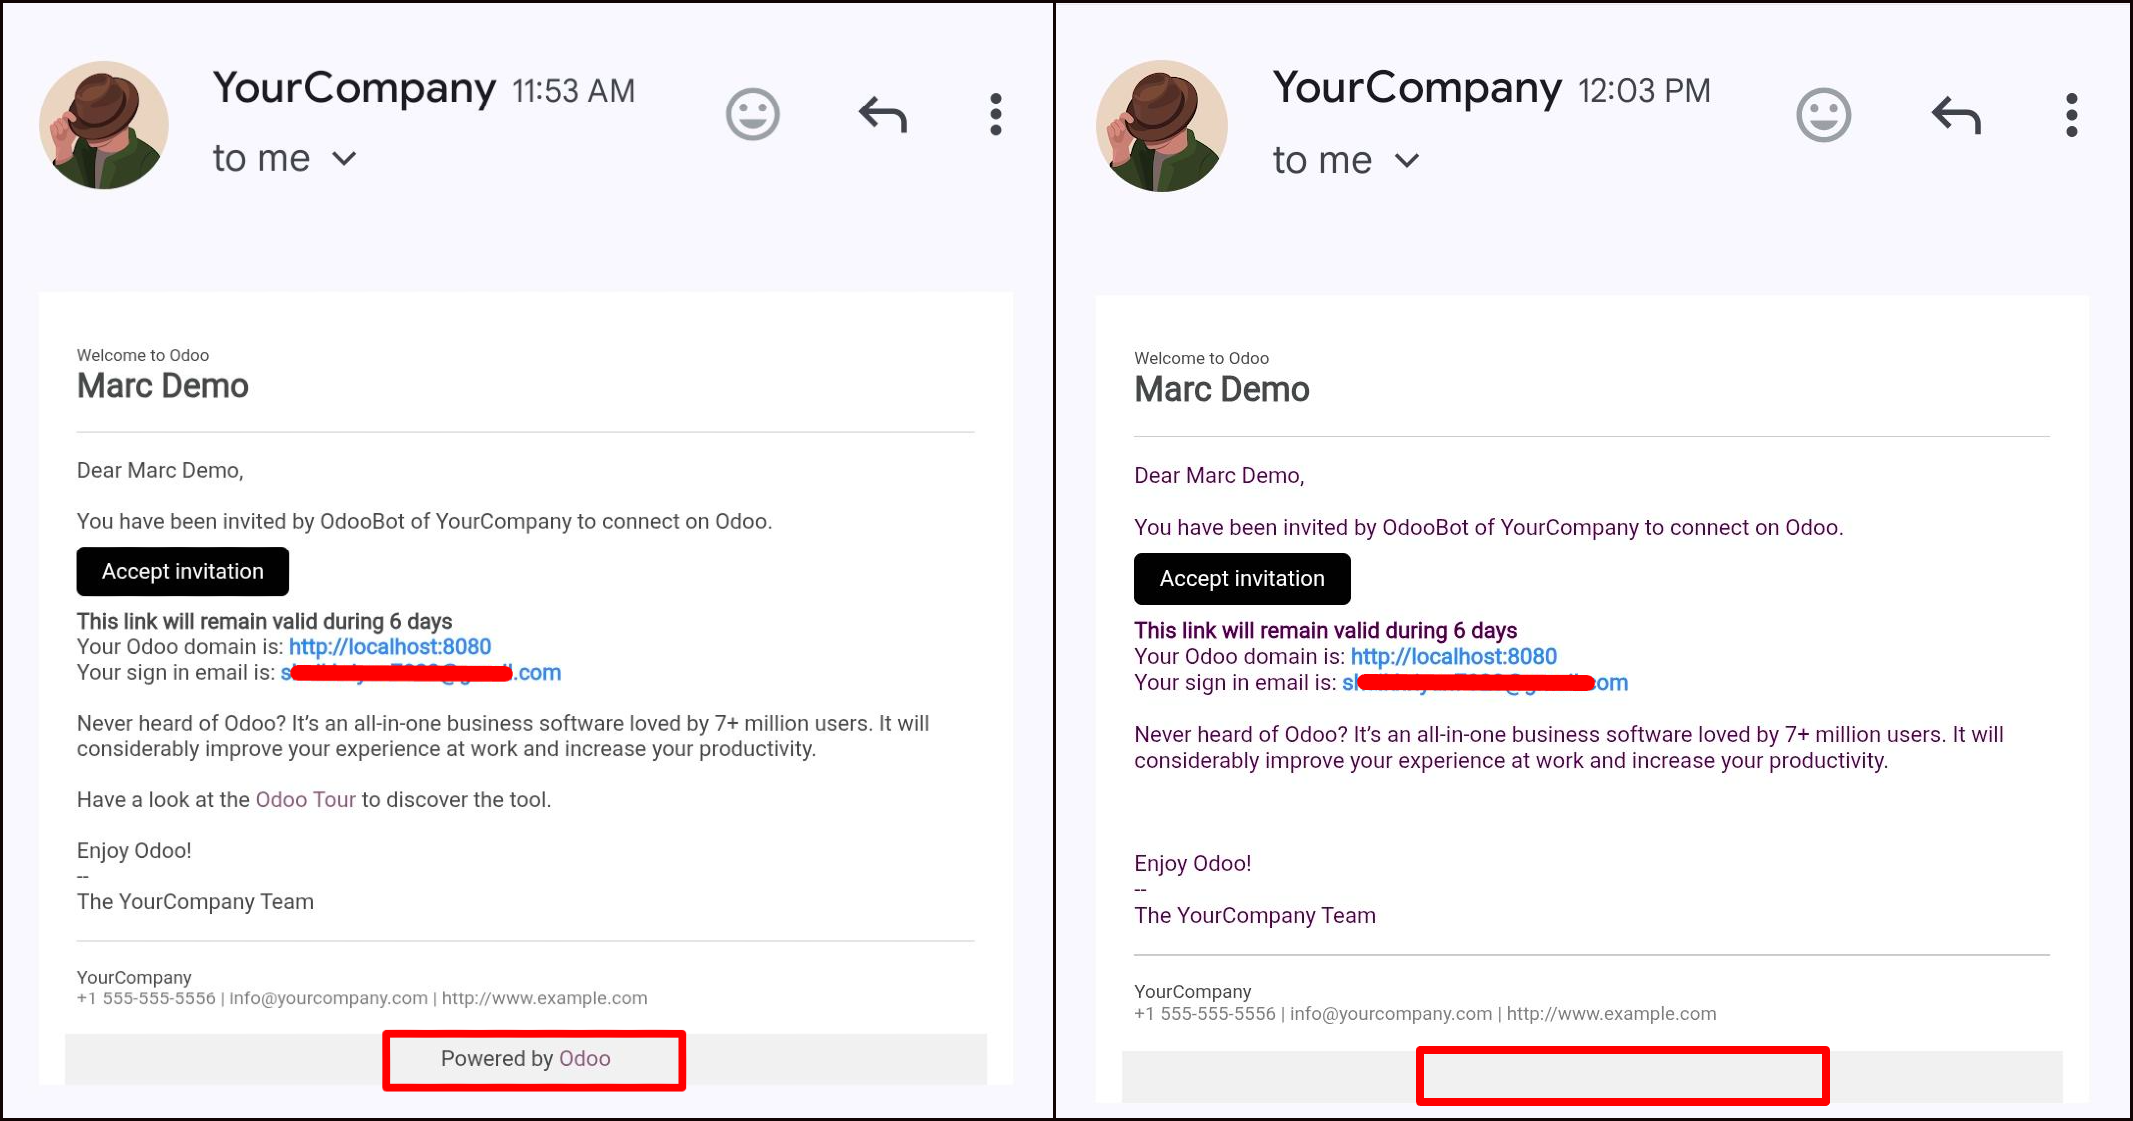 YourCompany 11:53 AM
to me
Welcome to Odoo
Marc Demo
Dear Marc Demo,
You have been invited by OdooBot of YourCompany to connect on Odoo.
Accept invitation
This link will remain valid during 6 days
Your Odoo domain is: http://localhost:8080
Your sign in email is: .com
Never heard of Odoo? It’s an all-in-one business software loved by 7+ million users. It will
considerably improve your experience at work and increase your productivity.
Have a look at the Odoo Tour to discover the tool.
Enjoy Odoo!
--
The YourCompany Team
YourCompany
+1 555-555-5556 | info@yourcompany.com | http://www.example.com
Powered by Odoo
YourCompany 12:03 PM
to me
Welcome to Odoo
Marc Demo
Dear Marc Demo,
You have been invited by OdooBot of YourCompany to connect on Odoo.
Accept invitation
This link will remain valid during 6 days
Your Odoo domain is: http://localhost:8080
Your sign in email is:
Never heard of Odoo? It’s an all-in-one business software loved by 7+ million users. It will
considerably improve your experience at work and increase your productivity.
Enjoy Odoo!
--
The YourCompany Team
YourCompany
+1 555-555-5556 | info@yourcompany.com | http://www.example.com